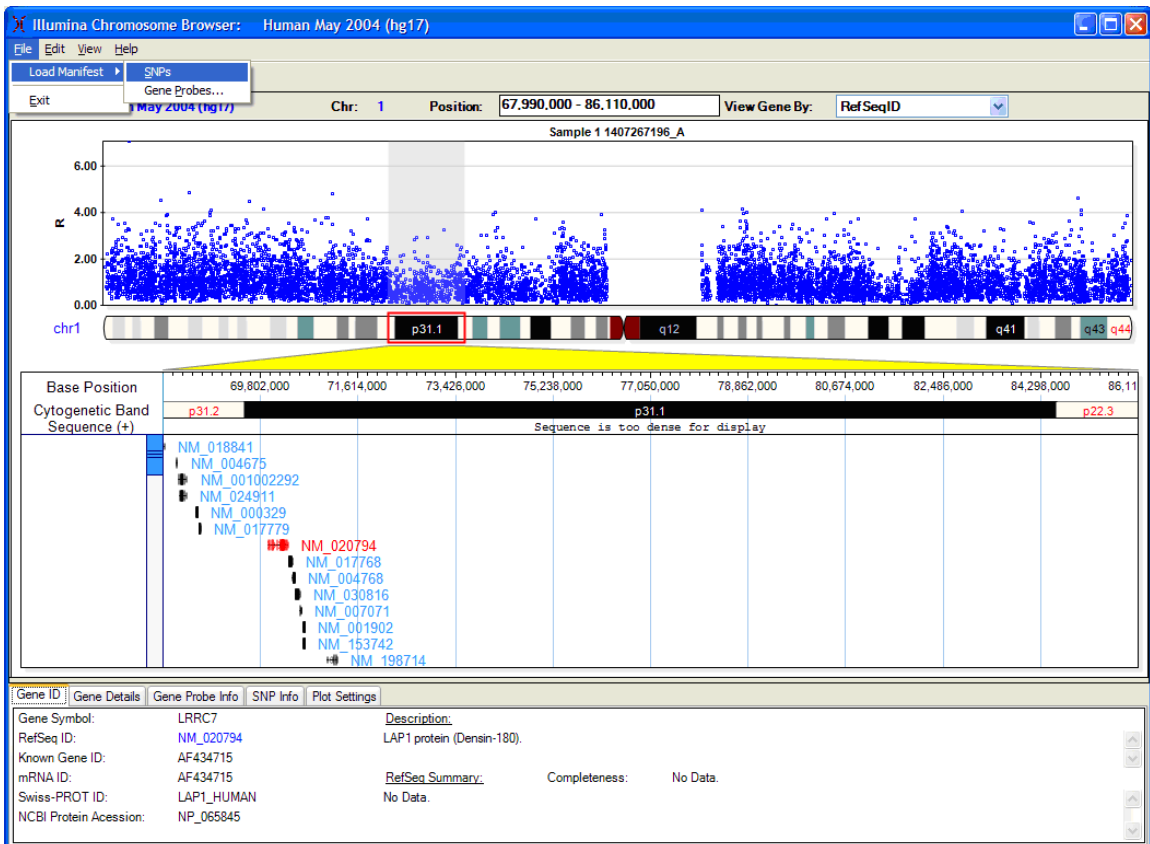 Illumina Chromosome Browser: Human May 2004 (hg17)
File Edit View Help
Load Manifest SNPs
Gene Probes...
Exit
May 2004 (hg17) Chr: 1 Position: 67,990,000 - 86,110,000 View Gene By: RefSeqID
Sample 1 1407267196_A
6.00
4.00
R
2.00
0.00
chr1 p31.1 q12 q41 q43 q44
Base Position 69,802,000 71,614,000 73,426,000 75,238,000 77,050,000 78,862,000 80,674,000 82,486,000 84,298,000 86,11
Cytogenetic Band p31.2 p31.1 p22.3
Sequence (+) Sequence is too dense for display
NM_018841
NM_004675
NM_001002292
NM_024911
NM_000329
NM_017779
NM_020794
NM_017768
NM_004768
NM_030816
NM_007071
NM_001902
NM_153742
NM_198714
Gene ID Gene Details Gene Probe Info SNP Info Plot Settings
Gene Symbol: LRRC7 Description:
RefSeq ID: NM_020794 LAP1 protein (Densin-180).
Known Gene ID: AF434715
mRNA ID: AF434715 RefSeq Summary: Completeness: No Data.
Swiss-PROT ID: LAP1_HUMAN No Data.
NCBI Protein Acession: NP_065845